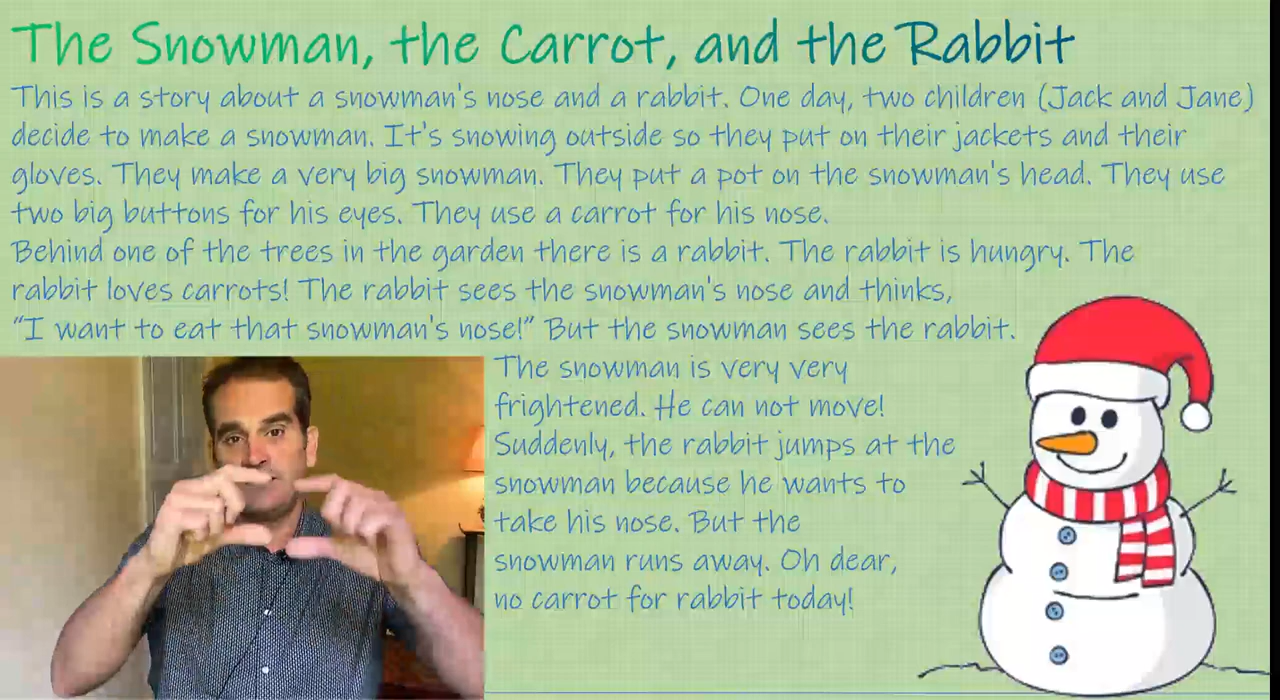 The Snowman, the Carrot, and the Rabbit
This is a story about a snowman's nose and a rabbit. One day, two children (Jack and Jane)
decide to make a snowman. It's snowing outside so they put on their jackets and their
gloves. They make a very big snowman. They put a pot on the snowman's head. They use
two big buttons for his eyes. They use a carrot for his nose.
Behind one of the trees in the garden there is a rabbit. The rabbit is hungry. The
rabbit loves carrots! The rabbit sees the snowman's nose and thinks,
"I want to eat that snowman's nose!" But the snowman sees the rabbit.
The snowman is very very
frightened. He can not move!
Suddenly, the rabbit jumps at the
snowman because he wants to
take his nose. But the
snowman runs away. Oh dear,
no carrot for rabbit today!